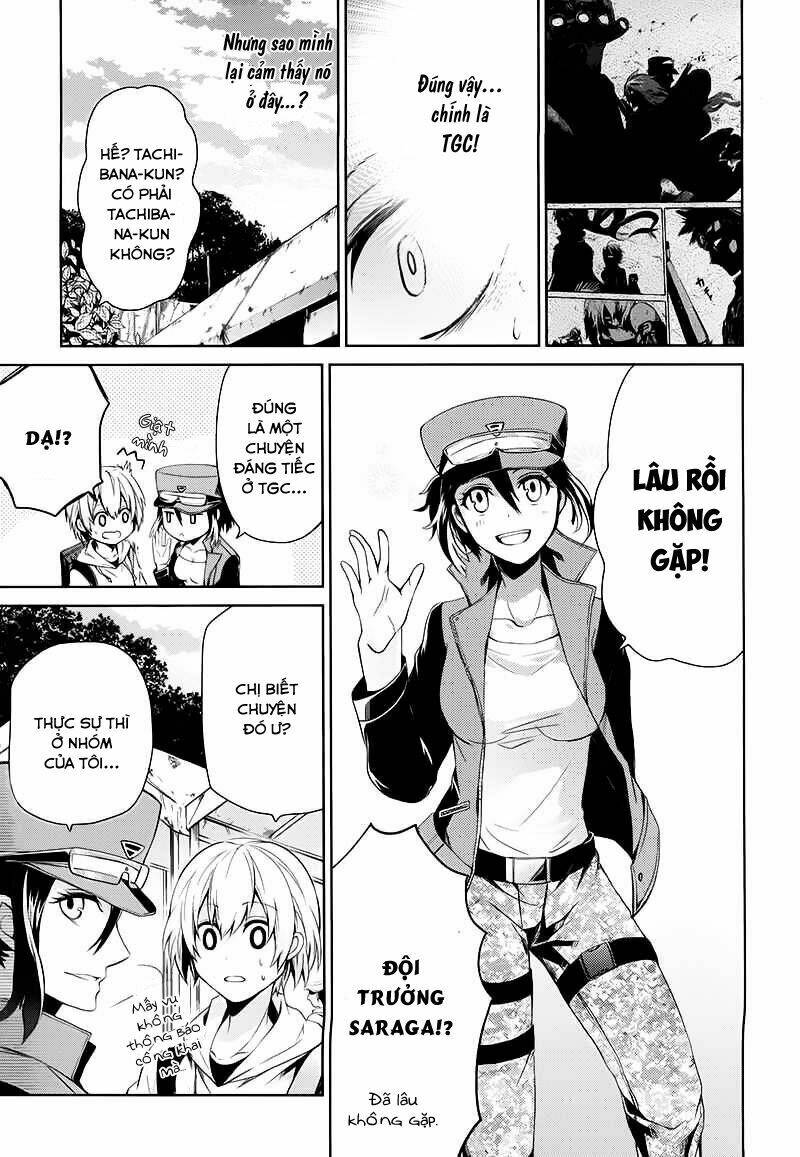 Đúng vậy...
chính là
TGC!
Nhưng sao mình
lại cảm thấy nó
ở đây...?
HẾ? TACHI-
BANA-KUN?
CÓ PHẢI
TACHIBA-
NA-KUN
KHÔNG?
LÂU RỒI
KHÔNG
GẶP!
ĐỘI
TRƯỞNG
SARAGA!?
Đã lâu
không gặp.
ĐÚNG
LÀ MỘT
CHUYỆN
ĐÁNG TIẾC
Ở TGC...
Giật
mình
DẠ!?
CHỊ BIẾT
CHUYỆN
ĐÓ Ư?
THỰC SỰ THÌ
Ở NHÓM
CỦA TÔI...
Mấy vụ
không
thông báo
công khai
mà...